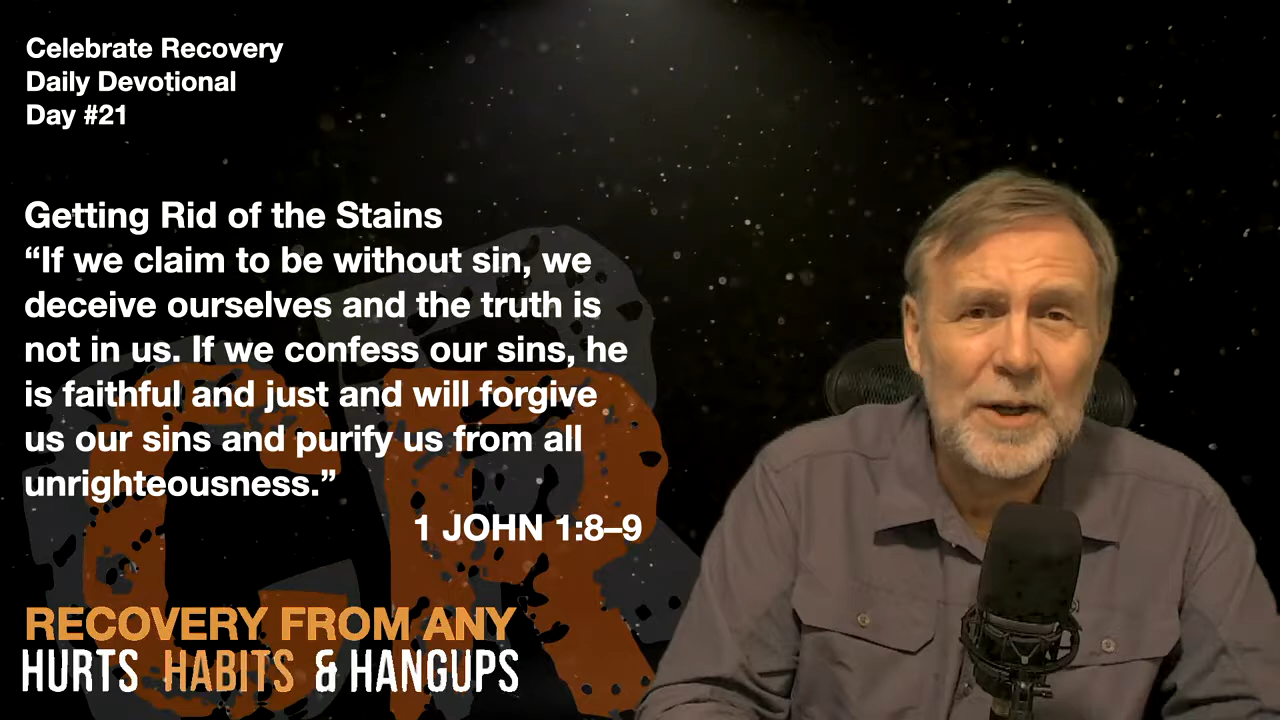 Celebrate Recovery
Daily Devotional
Day #21
Getting Rid of the Stains
“If we claim to be without sin, we
deceive ourselves and the truth is
not in us. If we confess our sins, he
is faithful and just and will forgive
us our sins and purify us from all
unrighteousness.”
1 JOHN 1:8–9
CR
RECOVERY FROM ANY
HURTS HABITS & HANGUPS